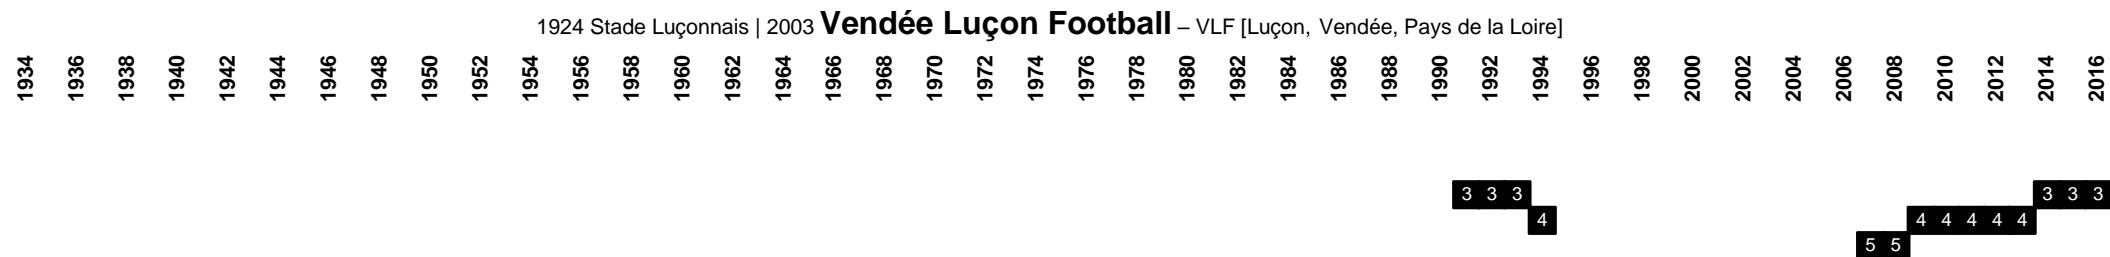 1924 Stade Luçonnais | 2003 Vendée Luçon Football – VLF [Luçon, Vendée, Pays de la Loire]
1934 1936 1938 1940 1942 1944 1946 1948 1950 1952 1954 1956 1958 1960 1962 1964 1966 1968 1970 1972 1974 1976 1978 1980 1982 1984 1986 1988 1990 1992 1994 1996 1998 2000 2002 2004 2006 2008 2010 2012 2014 2016
3 3 3 3 3 3
4 4 4 4 4 4
5 5